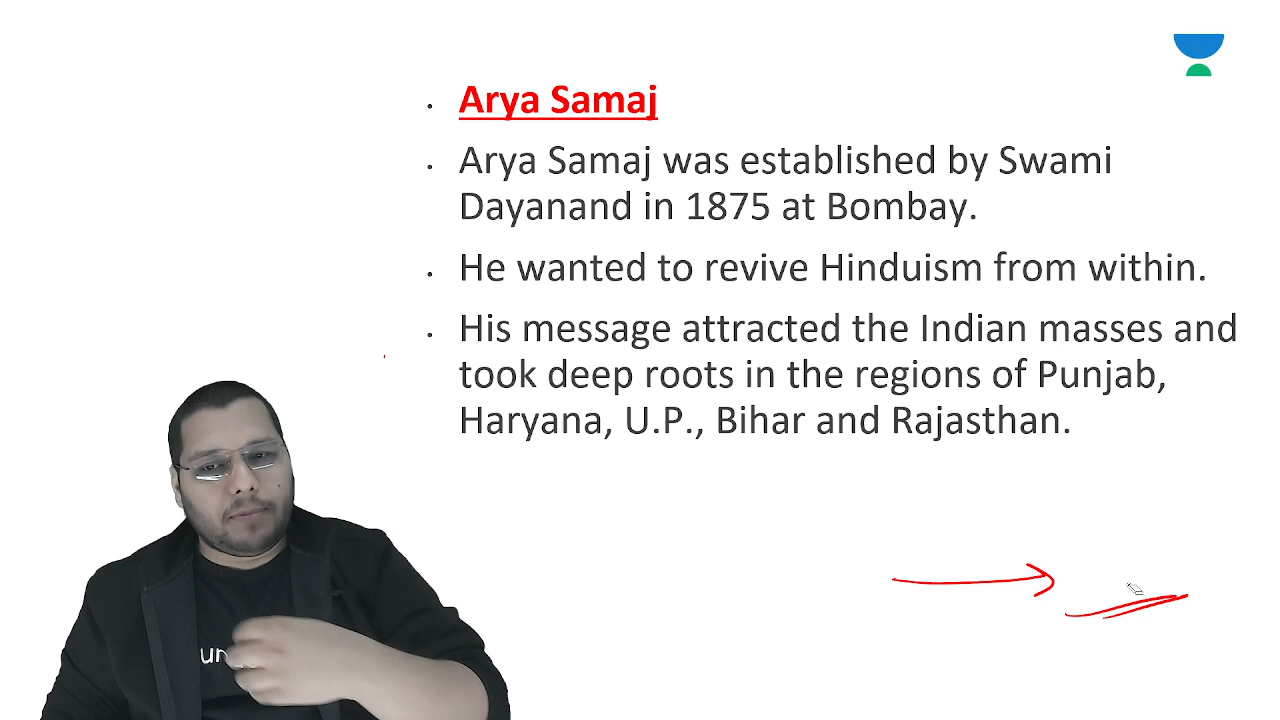 Arya Samaj
Arya Samaj was established by Swami
Dayanand in 1875 at Bombay.
He wanted to revive Hinduism from within.
His message attracted the Indian masses and
took deep roots in the regions of Punjab,
Haryana, U.P., Bihar and Rajasthan.